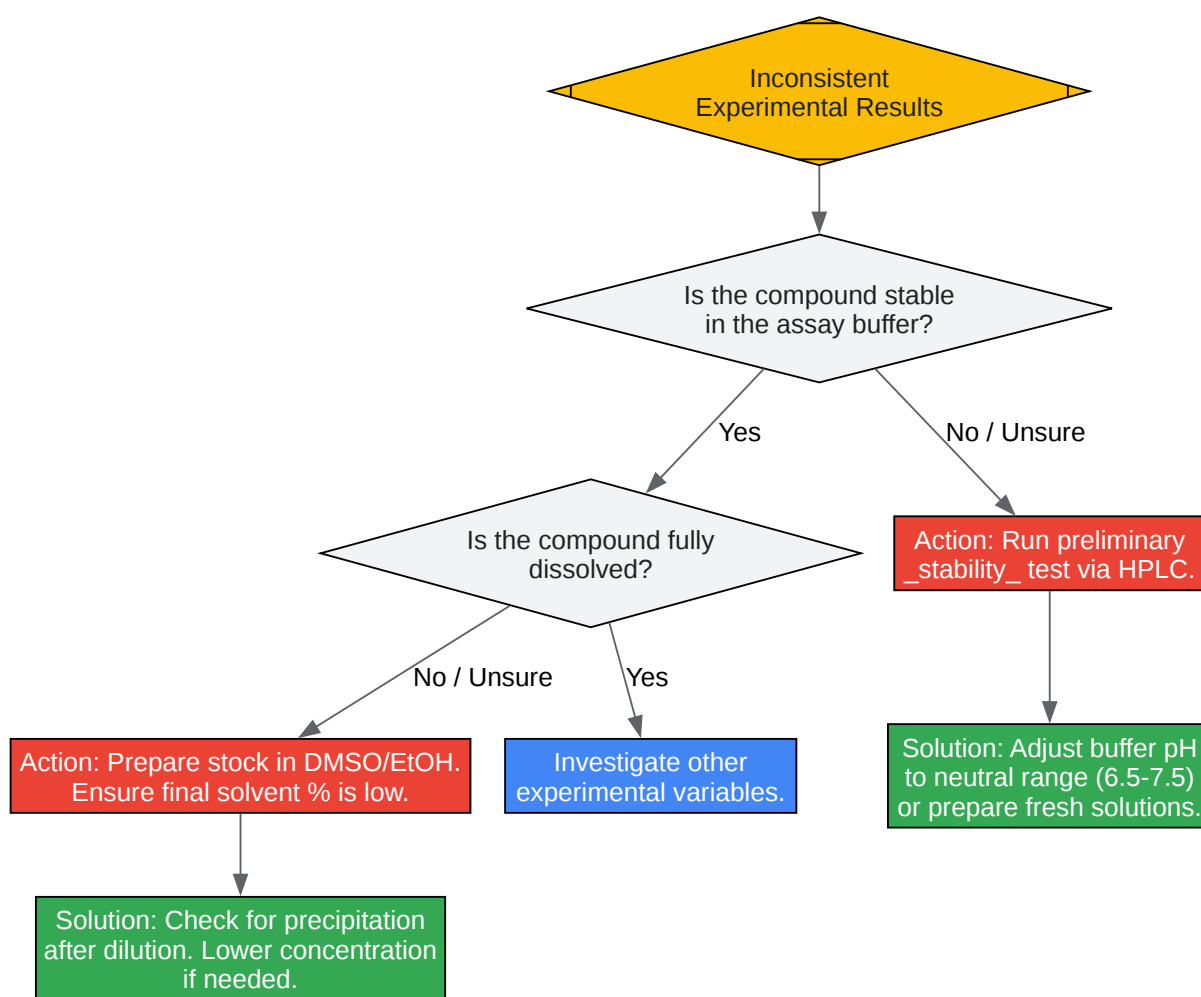 Inconsistent
Experimental Results
Is the compound stable
in the assay buffer?
Yes
No / Unsure
Is the compound fully
dissolved?
Action: Run preliminary
_stability_ test via HPLC.
No / Unsure
Yes
Action: Prepare stock in DMSO/EtOH.
Ensure final solvent % is low.
Investigate other
experimental variables.
Solution: Adjust buffer pH
to neutral range (6.5-7.5)
or prepare fresh solutions.
Solution: Check for precipitation
after dilution. Lower concentration
if needed.